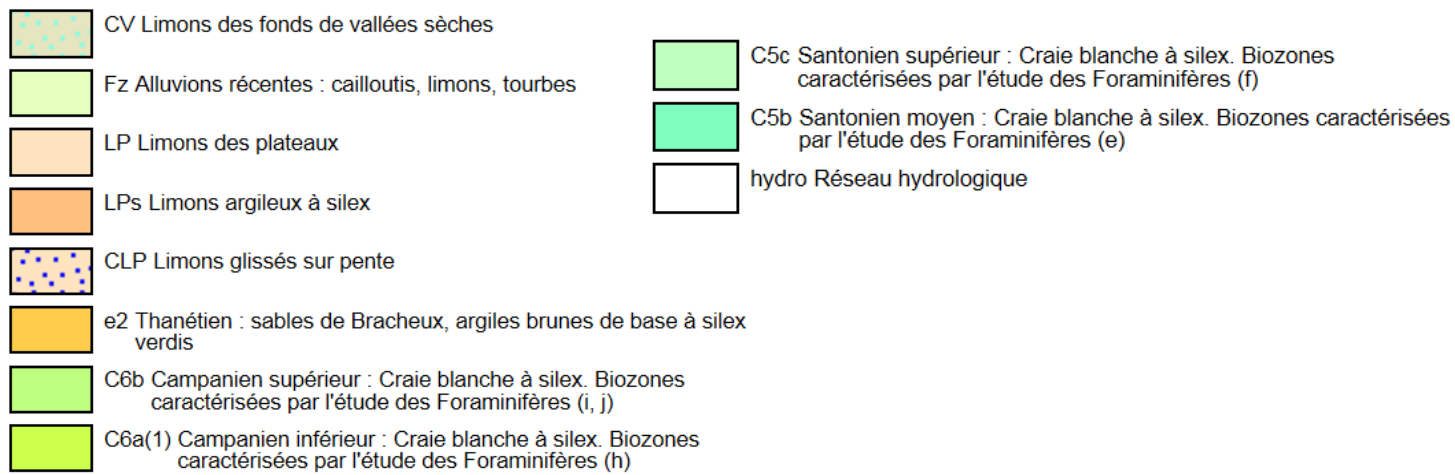 CV Limons des fonds de vallées sèches
Fz Alluvions récentes : cailloutis, limons, tourbes
LP Limons des plateaux
LPs Limons argileux à silex
CLP Limons glissés sur pente
e2 Thanétien : sables de Bracheux, argiles brunes de base à silex
verdis
C6b Campanien supérieur : Craie blanche à silex. Biozones
caractérisées par l'étude des Foraminifères (i, j)
C6a(1) Campanien inférieur : Craie blanche à silex. Biozones
caractérisées par l'étude des Foraminifères (h)
C5c Santonien supérieur : Craie blanche à silex. Biozones
caractérisées par l'étude des Foraminifères (f)
C5b Santonien moyen : Craie blanche à silex. Biozones caractérisées
par l'étude des Foraminifères (e)
hydro Réseau hydrologique